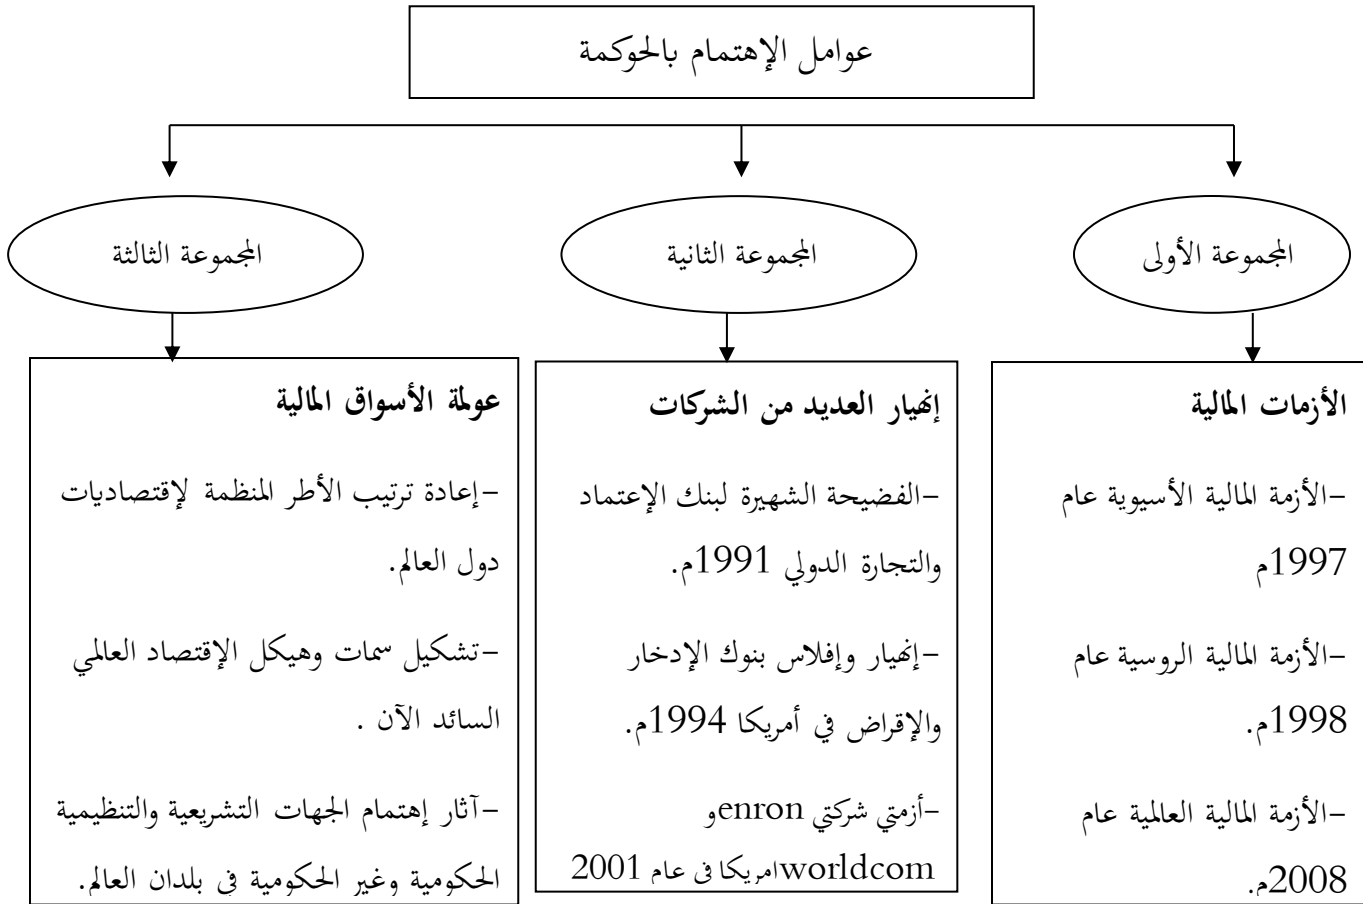 عوامل الإهتمام بالحوكمة
المجموعة الأولى
المجموعة الثانية
المجموعة الثالثة
الأزمات المالية
-الأزمة المالية الأسيوية عام
1997م
-الأزمة المالية الروسية عام
1998م.
-الأزمة المالية العالمية عام
2008م.
إنهيار العديد من الشركات
-الفضيحة الشهيرة لبنك الإعتماد
والتجارة الدولي 1991م.
-إنهيار وإفلاس بنوك الإدخار
والإقراض في أمريكا 1994م.
-أزمتي شركتي enronو
worldcomامريكا في عام 2001
عولمة الأسواق المالية
-إعادة ترتيب الأطر المنظمة لإقتصاديات
دول العالم.
-تشكيل سمات وهيكل الإقتصاد العالمي
السائد الآن .
-آثار إهتمام الجهات التشريعية والتنظيمية
الحكومية وغير الحكومية في بلدان العالم.